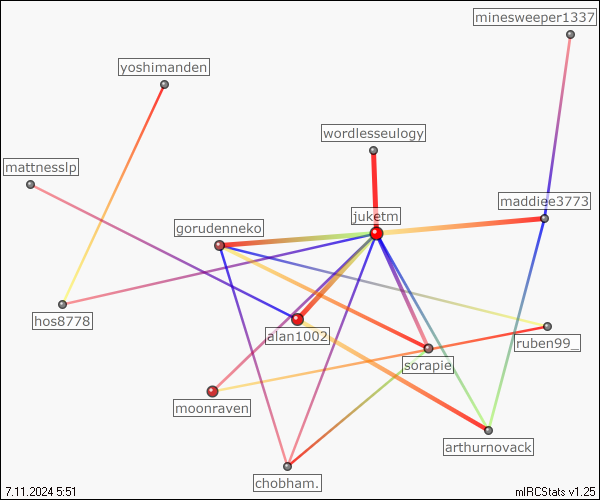 minesweeper1337
yoshimanden
wordlesseulogy
mattnesslp
maddiee3773
juketm
gorudenneko
hos8778
alan1002
ruben99_
sorapie
moonraven
arthurnovack
chobham.
7.11.2024 5:51
mIRCStats v1.25